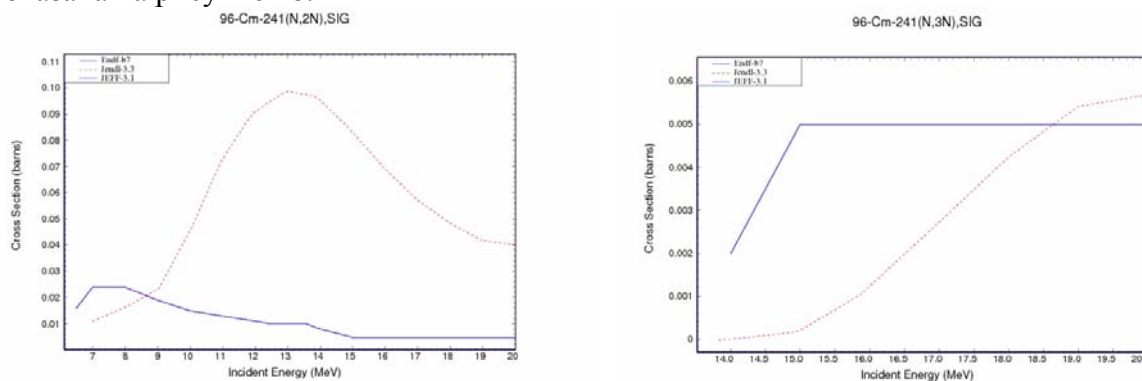 96-Cm-241(N,2N),SIG
Endf-b7
Jendl-3.3
JEFF-3.1
Cross Section (barns)
0.11
0.10
0.09
0.08
0.07
0.06
0.05
0.04
0.03
0.02
0.01
7 8 9 10 11 12 13 14 15 16 17 18 19 20
Incident Energy (MeV)
96-Cm-241(N,3N),SIG
Endf-b7
Jendl-3.3
JEFF-3.1
Cross Section (barns)
0.006
0.005
0.004
0.003
0.002
0.001
0
14.0 14.5 15.0 15.5 16.0 16.5 17.0 17.5 18.0 18.5 19.0 19.5 20
Incident Energy (MeV)